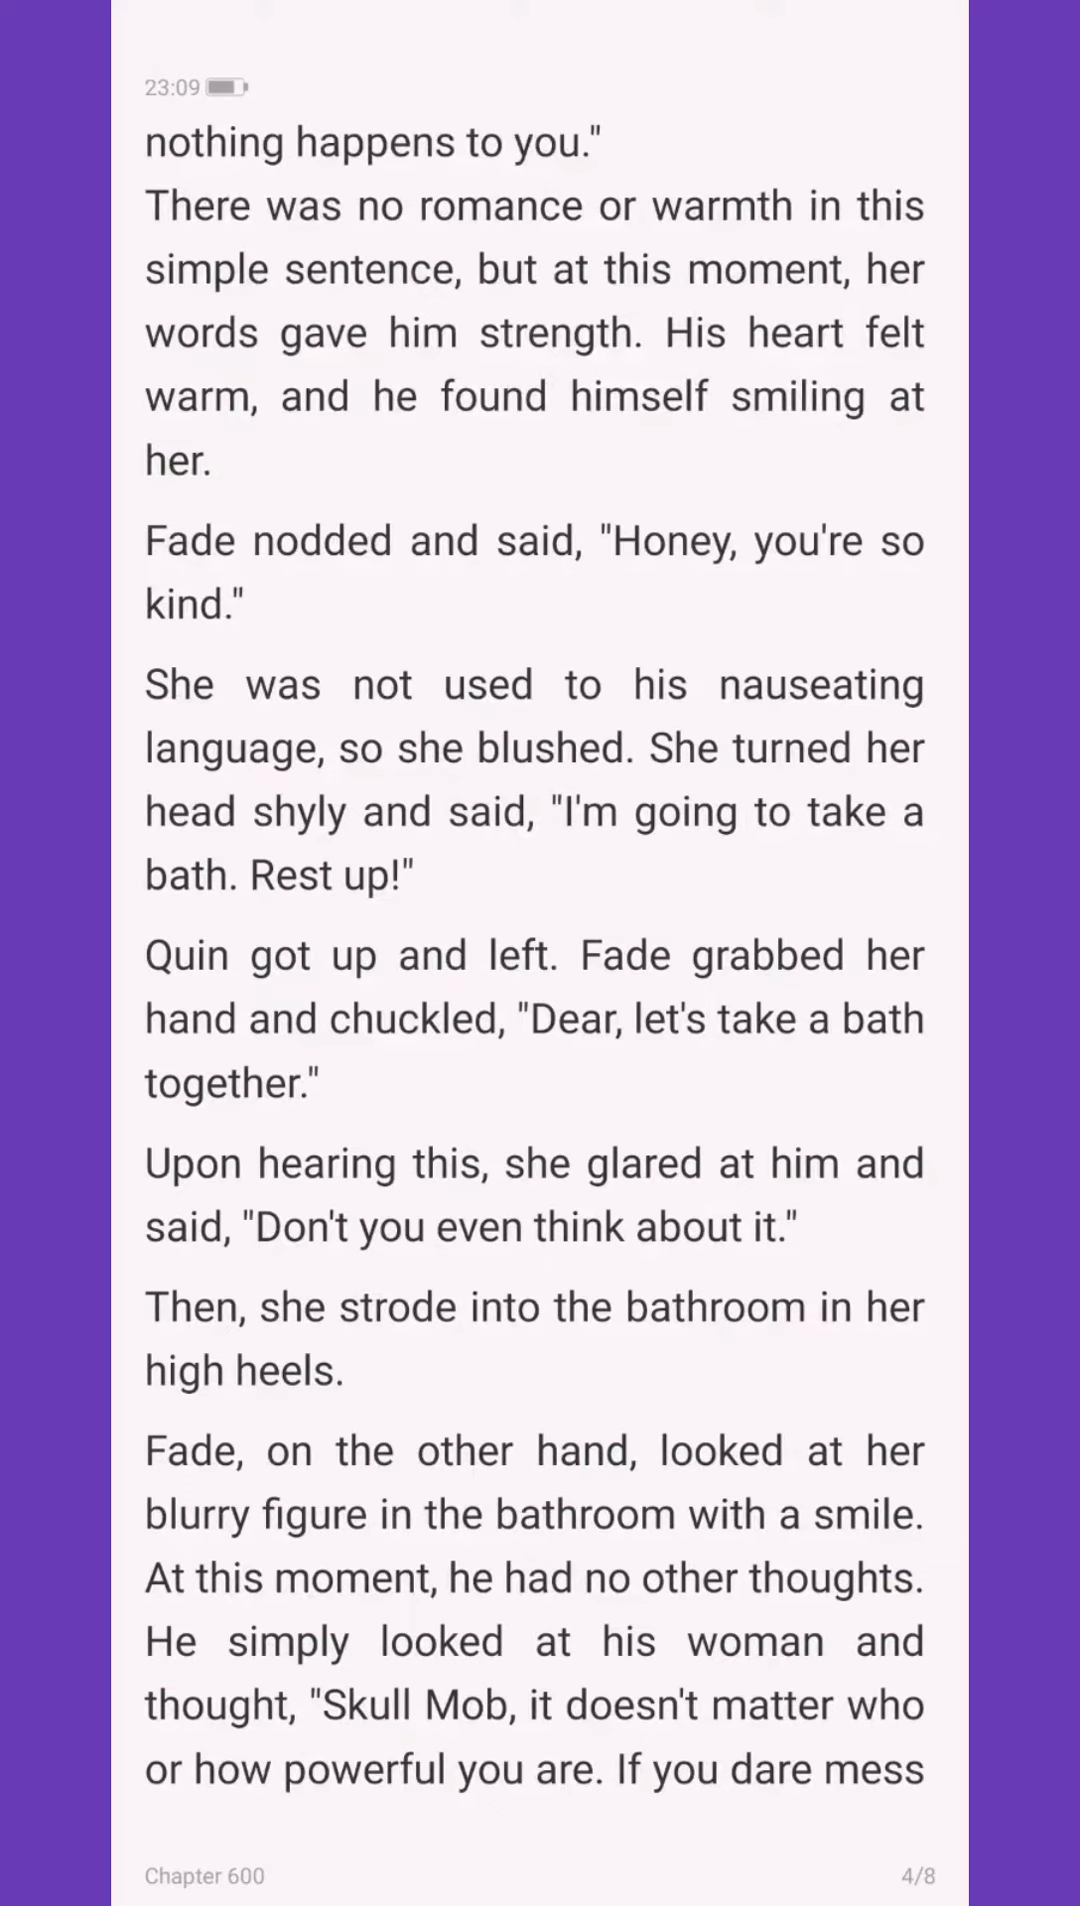 23:09
nothing happens to you."
There was no romance or warmth in this
simple sentence, but at this moment, her
words gave him strength. His heart felt
warm, and he found himself smiling at
her.
Fade nodded and said, "Honey, you're so
kind."
She was not used to his nauseating
language, so she blushed. She turned her
head shyly and said, "I'm going to take a
bath. Rest up!"
Quin got up and left. Fade grabbed her
hand and chuckled, "Dear, let's take a bath
together."
Upon hearing this, she glared at him and
said, "Don't you even think about it."
Then, she strode into the bathroom in her
high heels.
Fade, on the other hand, looked at her
blurry figure in the bathroom with a smile.
At this moment, he had no other thoughts.
He simply looked at his woman and
thought, "Skull Mob, it doesn't matter who
or how powerful you are. If you dare mess
Chapter 600
4/8